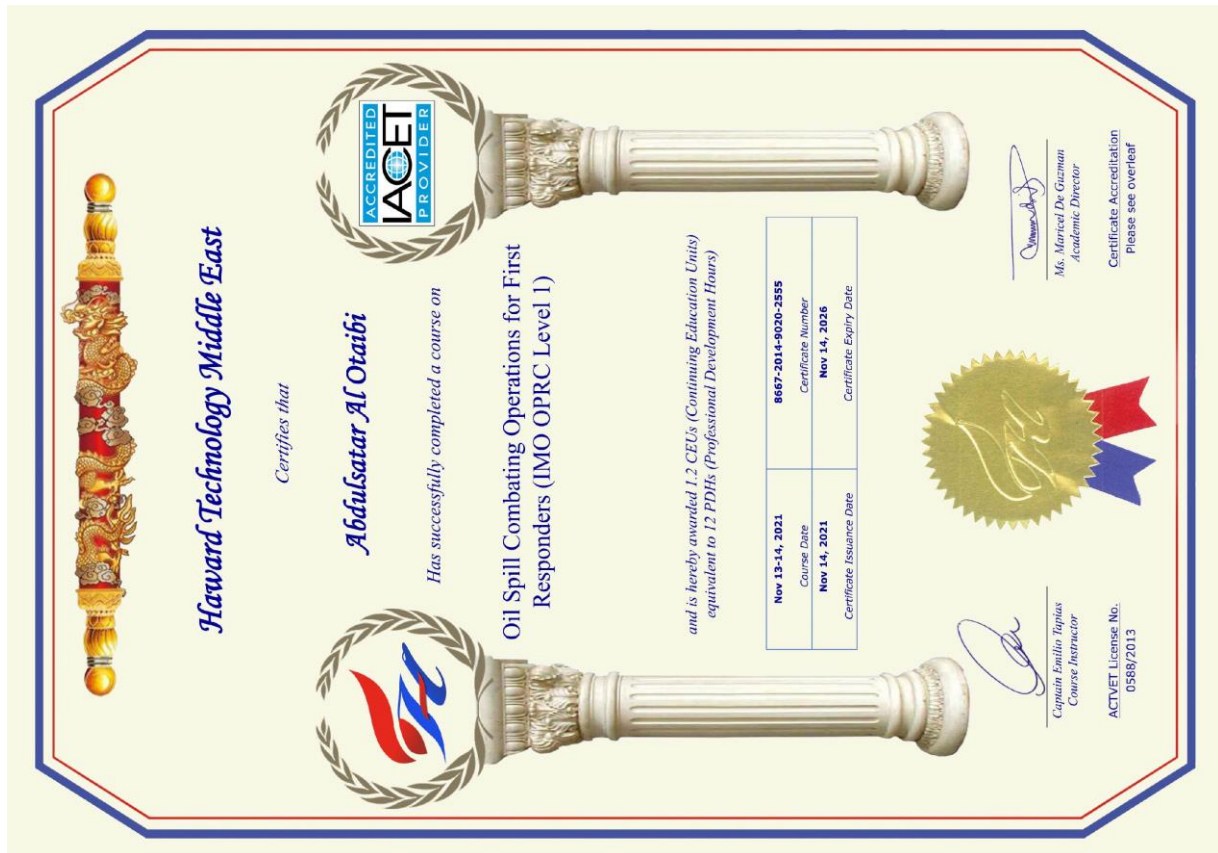 Haward Technology Middle East
Certifies that
Abdulsatar Al Otaibi
Has successfully completed a course on
Oil Spill Combating Operations for First
Responders (IMO OPRC Level 1)
and is hereby awarded 1.2 CEUs (Continuing Education Units)
equivalent to 12 PDHs (Professional Development Hours)
Nov 13-14, 2021
8667-2014-9020-2555
Course Date
Certificate Number
Nov 14, 2021
Nov 14, 2026
Certificate Issuance Date
Certificate Expiry Date
Captain Emilio Tapias
Course Instructor
ACTVET License No.
0588/2013
Ms. Maricel De Guzman
Academic Director
Certificate Accreditation
Please see overleaf
ACCREDITED
IACET
PROVIDER